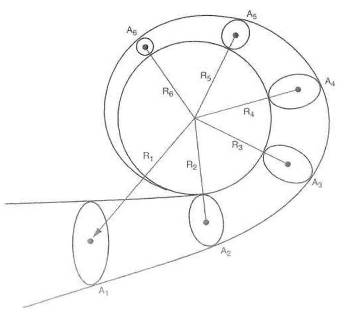 A₆
A₅
R₅
R₆
A₄
R₄
R₁
R₃
R₂
A₃
A₂
A₁